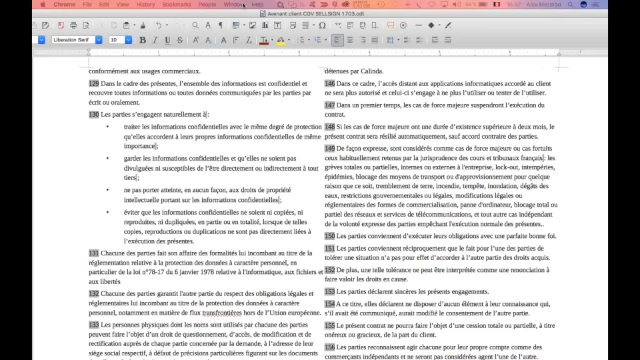 Chrome File Edit View History Bookmarks People Window Help
Avenant client CGV SELLSIGN 1703.odt
Liberation Serif 10
conformément aux usages commerciaux.
129 Dans le cadre des présentes, l'ensemble des informations est confidentiel et
recouvre toutes informations ou toutes données communiquées par les parties par
écrit ou oralement.
130 Les parties s'engagent naturellement à :
• traiter les informations confidentielles avec le même degré de protection
qu'elles accordent à leurs propres informations confidentielles de même
importance ;
• garder les informations confidentielles et qu'elles ne soient pas
divulguées ni susceptibles de l'être directement ou indirectement à tout
tiers ;
• ne pas porter atteinte, en aucun façon, aux droits de propriété
intellectuelle portant sur les informations confidentielles ;
• éviter que les informations confidentielles ne soient ni copiées, ni
reproduites, ni dupliquées, en partie ou en totalité, lorsque de telles
copies, reproductions ou duplications ne sont pas directement liées à
l'exécution des présentes.
131 Chacune des parties fait son affaire des formalités lui incombant au titre de la
réglementation relative à la protection des données à caractère personnel, en
particulier de la loi n°78-17 du 6 janvier 1978 relative à l'informatique, aux fichiers et
aux libertés
132 Chacune des parties garantit l'autre partie du respect des obligations légales et
réglementaires lui incombant au titre de la protection des données à caractère
personnel, notamment en matière de flux transfrontières hors de l'Union européenne.
133 Les personnes physiques dont les noms sont utilisés par chacune des parties
peuvent faire l'objet d'un droit de questionnement, d'accès, de modification et de
rectification auprès de chaque partie concernée par la demande, à l'adresse de leur
siège social respectif, à défaut de précisions particulières figurant sur les documents
détenues par Calinda.
146 Dans ce cadre, l'accès distant aux applications informatiques accordé au client
ne sera plus autorisé et celui-ci s'engage à ne plus l'utiliser ou tenter de l'utiliser.
147 Dans un premier temps, les cas de force majeure suspendront l'exécution du
contrat.
148 Si les cas de force majeure ont une durée d'existence supérieure à deux mois, le
présent contrat sera résilié automatiquement, sauf accord contraire des parties.
149 De façon expresse, sont considérés comme cas de force majeure ou cas fortuits
ceux habituellement retenus par la jurisprudence des cours et tribunaux français : les
grèves totales ou partielles, internes ou externes à l'entreprise, lock-out, intempéries,
épidémies, blocage des moyens de transport ou d'approvisionnement pour quelque
raison que ce soit, tremblement de terre, incendie, tempête, inondation, dégâts des
eaux, restrictions gouvernementales ou légales, modifications légales ou
réglementaires des formes de commercialisation, panne d'ordinateur, blocage total ou
partiel des réseaux et services de télécommunications, et tout autre cas indépendant
de la volonté expresse des parties empêchant l'exécution normale des présentes..
150 Les parties conviennent d'exécuter leurs obligations avec une parfaite bonne foi.
151 Les parties conviennent réciproquement que le fait pour l'une des parties de
tolérer une situation n'a pas pour effet d'accorder à l'autre partie des droits acquis.
152 De plus, une telle tolérance ne peut être interprétée comme une renonciation à
faire valoir les droits en cause.
153 Les parties déclarent sincères les présents engagements.
154 A ce titre, elles déclarent ne disposer d'aucun élément à leur connaissance qui,
s'il avait été communiqué, aurait modifié le consentement de l'autre partie.
155 Le présent contrat ne pourra faire l'objet d'une cession totale ou partielle, à titre
onéreux ou gracieux, de la part du client.
156 Les parties reconnaissent agir chacune pour leur propre compte comme des
commerçants indépendants et ne seront pas considérées agent l'une de l'autre.